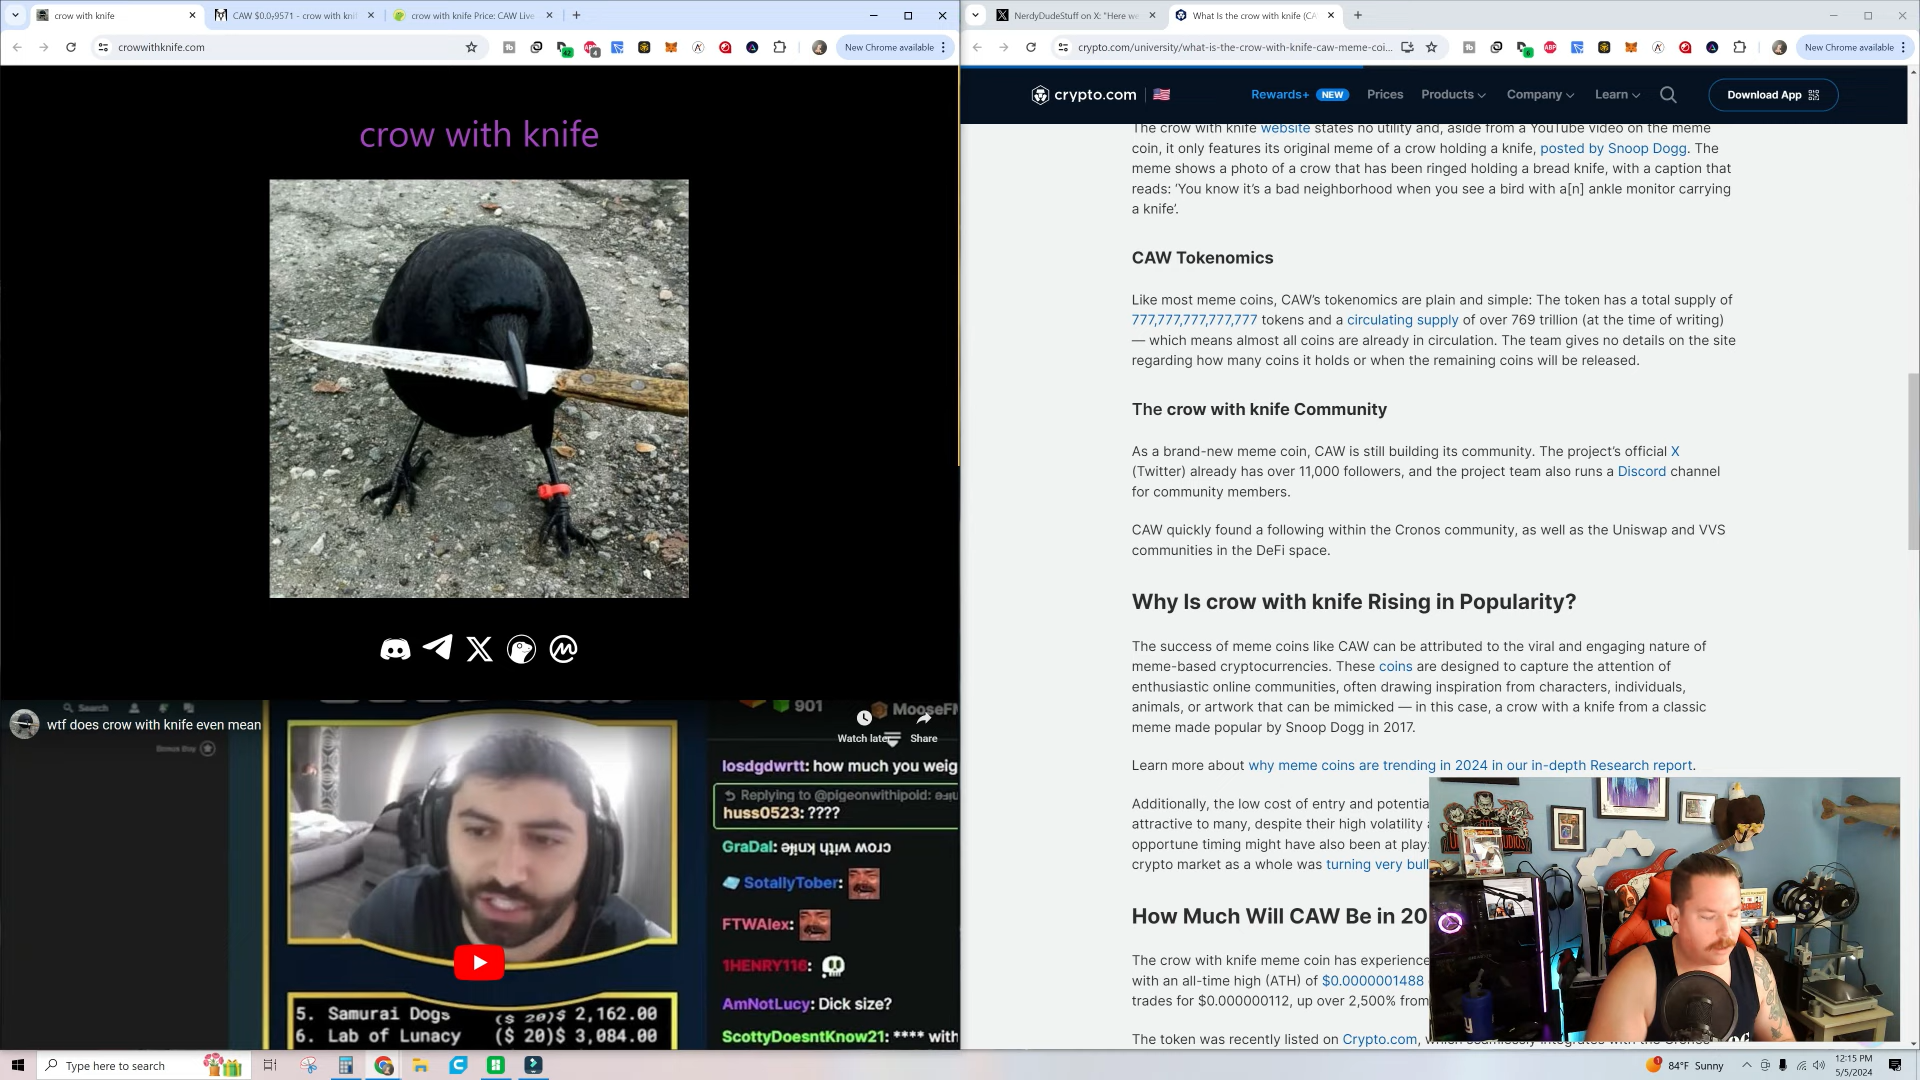 crow with knife
CAW $0.0₉9571 - crow with knif
crow with knife Price: CAW Live
crowwithknife.com
New Chrome available
crow with knife
wtf does crow with knife even mean
Search
901
MooseFM
Watch later
Share
losdgdwrtt: how much you weig
Replying to @pigeonwithipold:
huss0523: ????
GraDal: ǝɟıuʞ ɥʇıʍ ʍoɹɔ
SotallyTober:
FTWAlex:
1HENRY116:
AmNotLucy: Dick size?
ScottyDoesntKnow21: **** with
5. Samurai Dogs ($ 20)$ 2,162.00
6. Lab of Lunacy ($ 20)$ 3,084.00
NerdyDudeStuff on X: "Here we
What Is the crow with knife (CA
crypto.com/university/what-is-the-crow-with-knife-caw-meme-coi...
New Chrome available
crypto.com
Rewards+ NEW Prices Products Company Learn
Download App
The crow with knife website states no utility and, aside from a YouTube video on the meme
coin, it only features its original meme of a crow holding a knife, posted by Snoop Dogg. The
meme shows a photo of a crow that has been ringed holding a bread knife, with a caption that
reads: ‘You know it’s a bad neighborhood when you see a bird with a[n] ankle monitor carrying
a knife’.
CAW Tokenomics
Like most meme coins, CAW’s tokenomics are plain and simple: The token has a total supply of
777,777,777,777,777 tokens and a circulating supply of over 769 trillion (at the time of writing)
— which means almost all coins are already in circulation. The team gives no details on the site
regarding how many coins it holds or when the remaining coins will be released.
The crow with knife Community
As a brand-new meme coin, CAW is still building its community. The project’s official X
(Twitter) already has over 11,000 followers, and the project team also runs a Discord channel
for community members.
CAW quickly found a following within the Cronos community, as well as the Uniswap and VVS
communities in the DeFi space.
Why Is crow with knife Rising in Popularity?
The success of meme coins like CAW can be attributed to the viral and engaging nature of
meme-based cryptocurrencies. These coins are designed to capture the attention of
enthusiastic online communities, often drawing inspiration from characters, individuals,
animals, or artwork that can be mimicked — in this case, a crow with a knife from a classic
meme made popular by Snoop Dogg in 2017.
Learn more about why meme coins are trending in 2024 in our in-depth Research report.
Additionally, the low cost of entry and potentia
attractive to many, despite their high volatility
opportune timing might have also been at play:
crypto market as a whole was turning very bull
How Much Will CAW Be in 20
The crow with knife meme coin has experience
with an all-time high (ATH) of $0.0000001488
trades for $0.000000112, up over 2,500% from
The token was recently listed on Crypto.com,
Type here to search
84°F Sunny
12:15 PM
5/5/2024